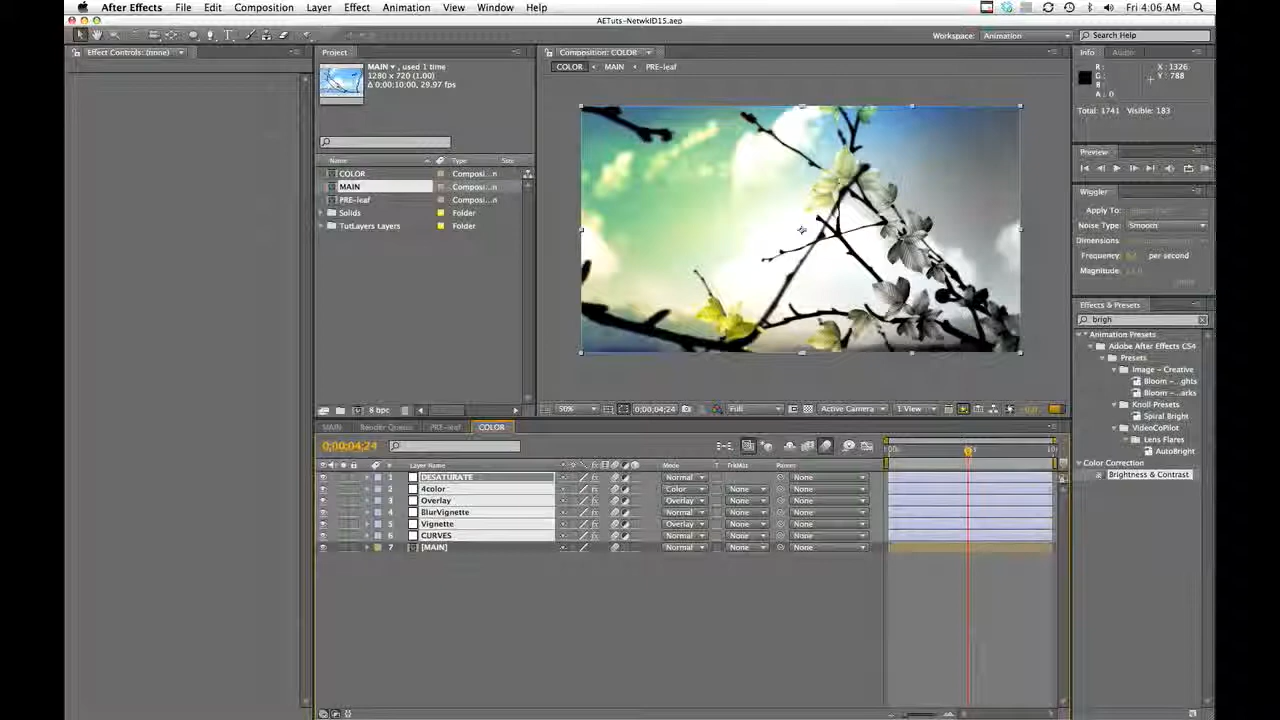 After Effects File Edit Composition Layer Effect Animation View Window Help
Fri 4:06 AM
AETuts-NetwkID15.aep
Workspace: Animation
Search Help
Effect Controls: (none)
Project
MAIN , used 1 time
1280 x 720 (1.00)
Δ 0:00:10:00, 29.97 fps
Name Type Size
COLOR Composi...n
MAIN Composi...n
PRE-leaf Composi...n
Solids Folder
TutLayers Layers Folder
8 bpc
Composition: COLOR
COLOR MAIN PRE-leaf
50% 0;00;04;24 Full Active Camera 1 View
Info Audio
R :
G :
B :
A : 0
X : 1326
Y : 788
Total: 1741 Visible: 183
Preview
Wiggler
Apply To:
Noise Type: Smooth
Dimensions:
Frequency: per second
Magnitude:
Effects & Presets
brigh
* Animation Presets
Adobe After Effects CS4
Presets
Image – Creative
Bloom –...ghts
Bloom –...arks
Knoll Presets
Spiral Bright
VideoCoPilot
Lens Flares
AutoBright
Color Correction
Brightness & Contrast
MAIN Render Queue PRE-leaf COLOR
0;00;04;24
# Layer Name Mode T TrkMat Parent
1 DESATURATE Normal None
2 4color Color None None
3 Overlay Overlay None None
4 BlurVignette Normal None None
5 Vignette Overlay None None
6 CURVES Normal None None
7 [MAIN] Normal None None